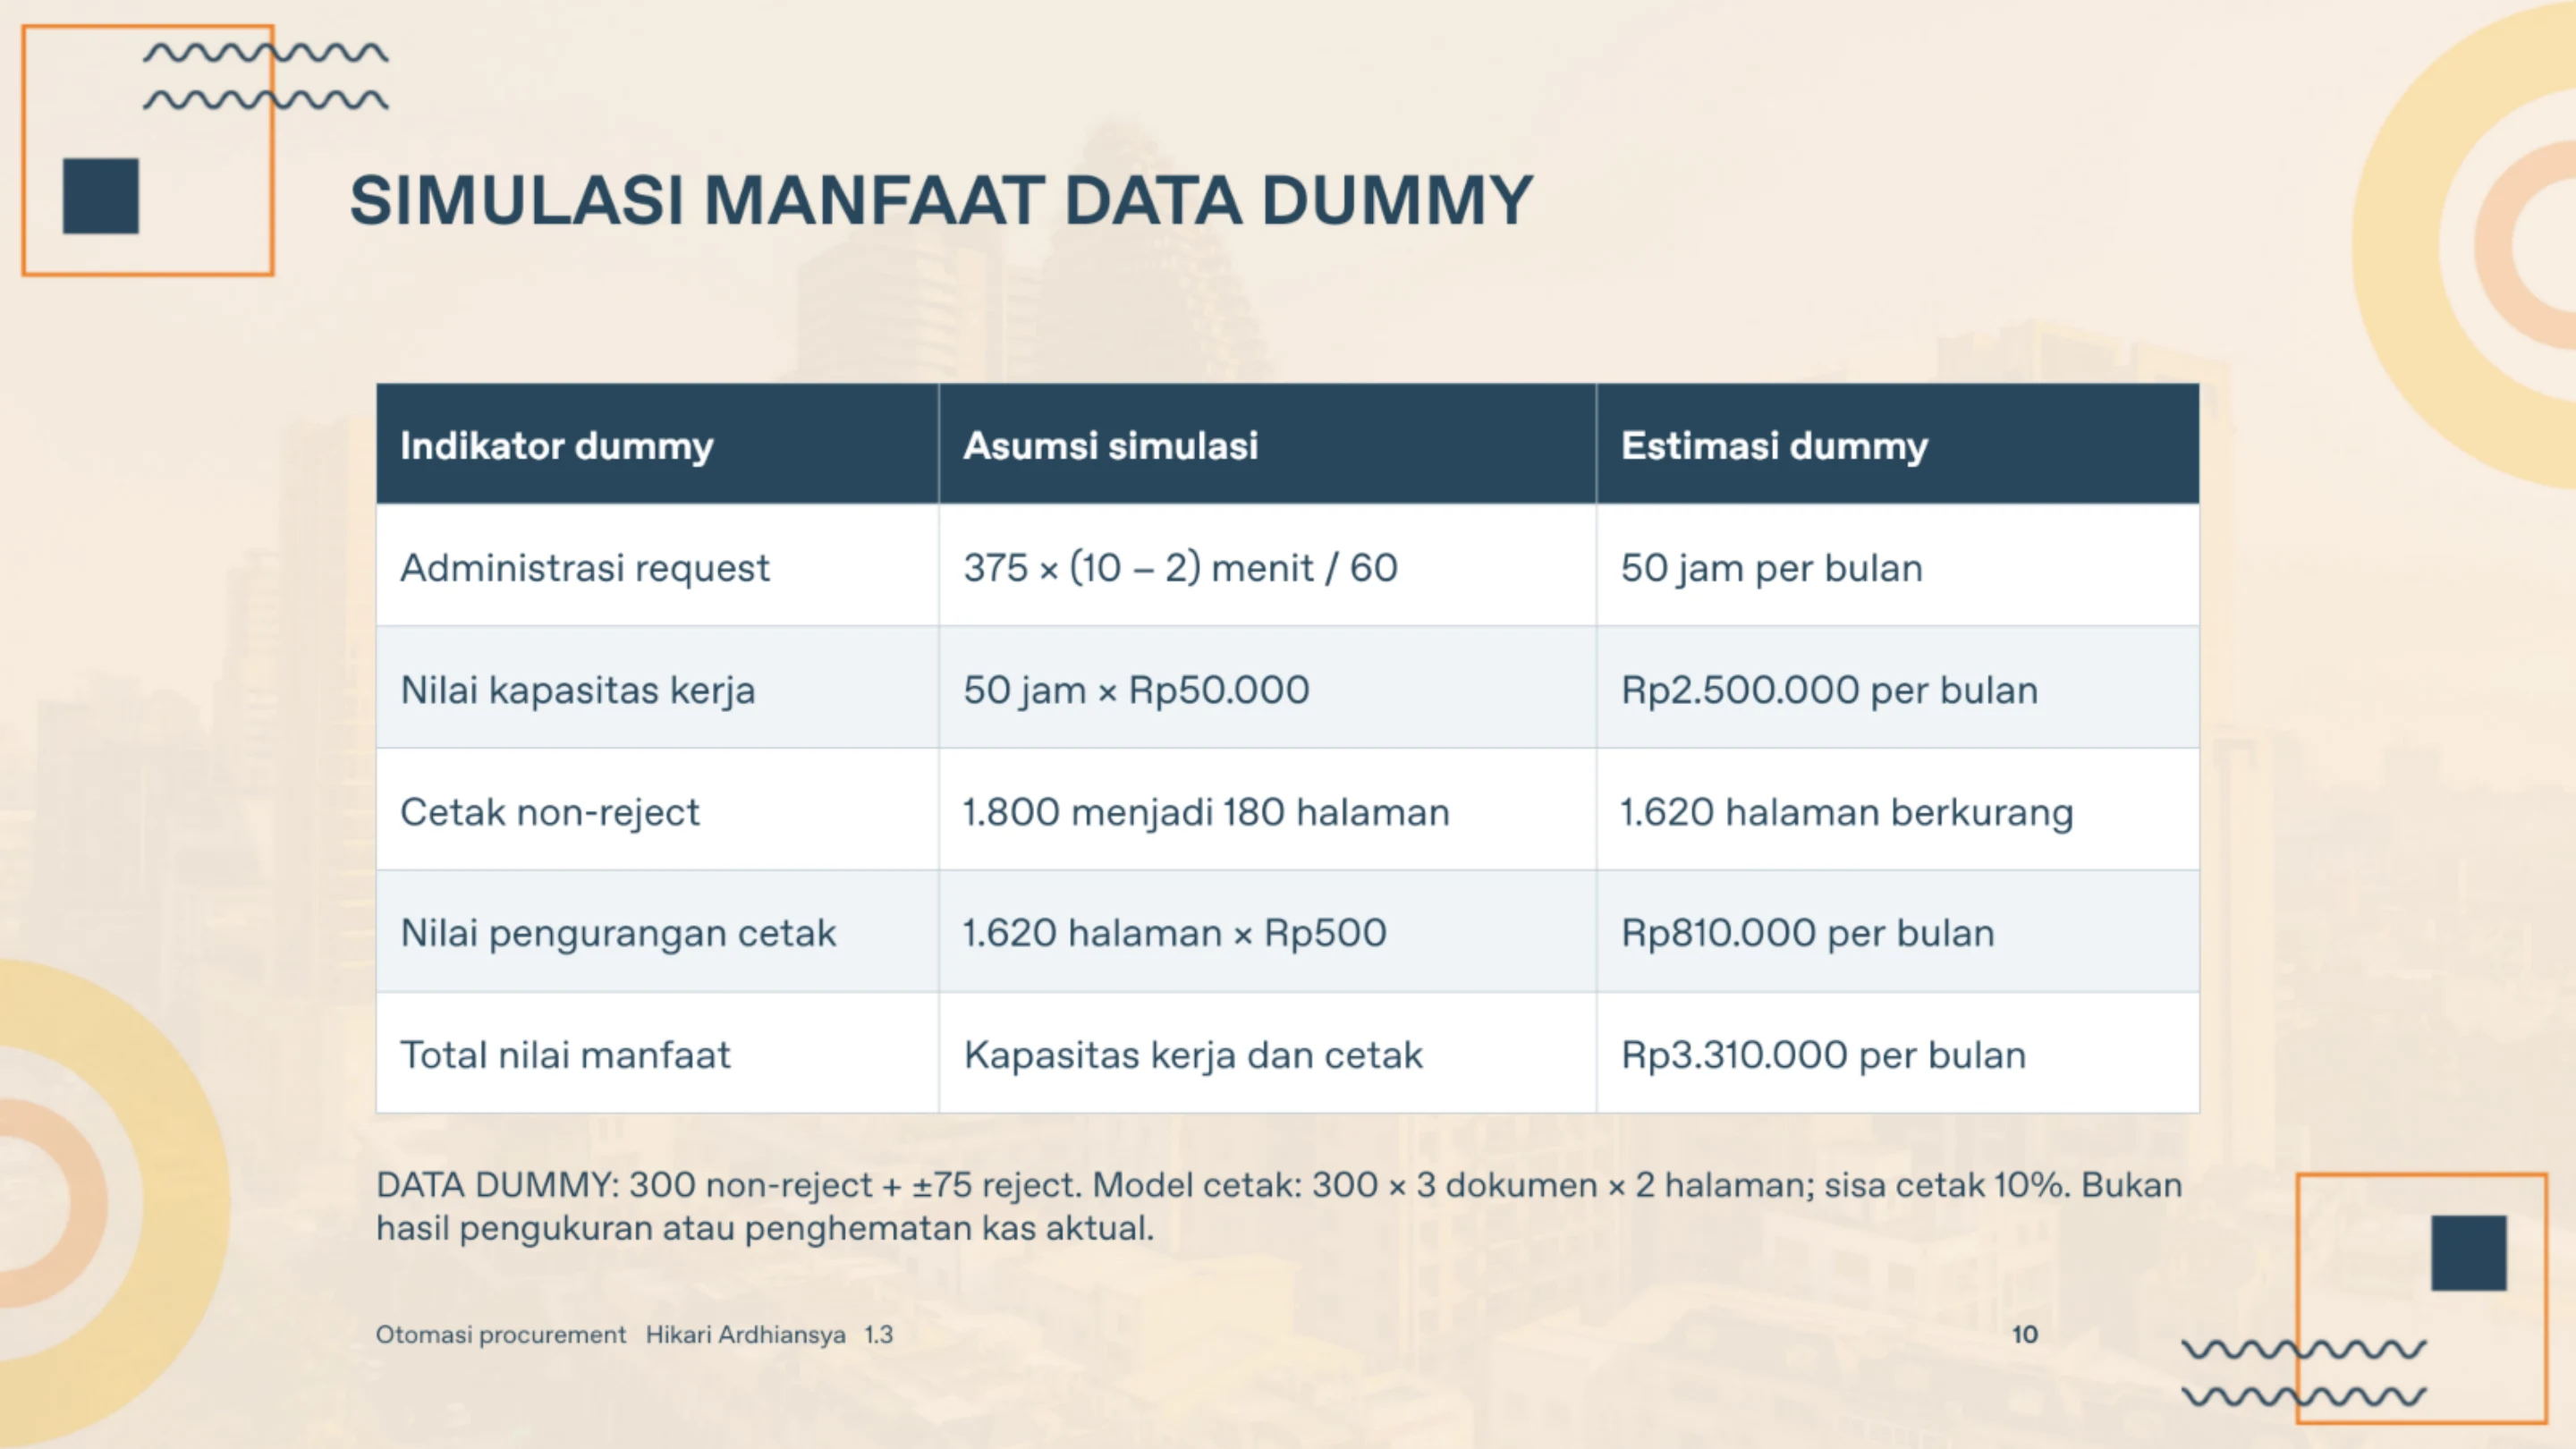 SIMULASI MANFAAT DATA DUMMY
Indikator dummy Asumsi simulasi Estimasi dummy
Administrasi request 375 × (10 – 2) menit / 60 50 jam per bulan
Nilai kapasitas kerja 50 jam × Rp50.000 Rp2.500.000 per bulan
Cetak non-reject 1.800 menjadi 180 halaman 1.620 halaman berkurang
Nilai pengurangan cetak 1.620 halaman × Rp500 Rp810.000 per bulan
Total nilai manfaat Kapasitas kerja dan cetak Rp3.310.000 per bulan
DATA DUMMY: 300 non-reject + ±75 reject. Model cetak: 300 × 3 dokumen × 2 halaman; sisa cetak 10%. Bukan
hasil pengukuran atau penghematan kas aktual.
Otomasi procurement Hikari Ardhiansya 1.3 10